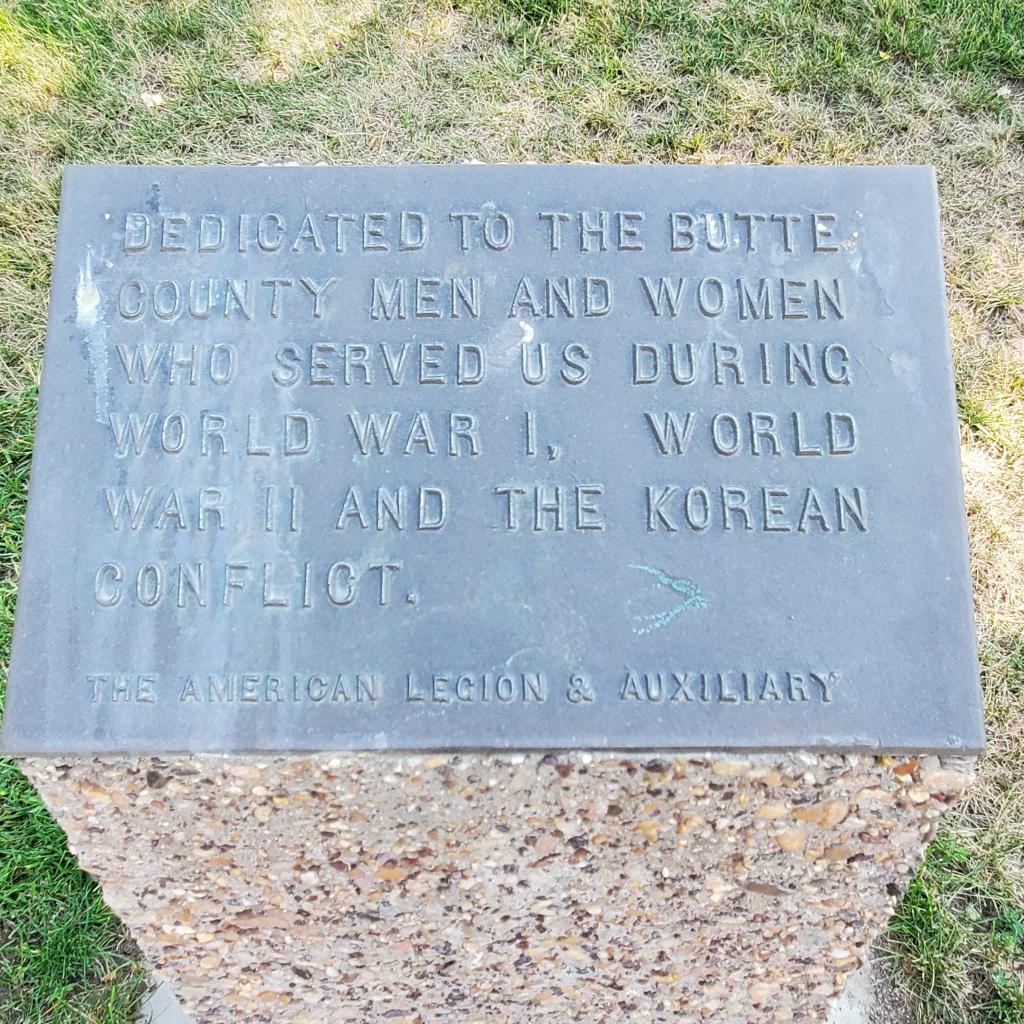 DEDICATED TO THE BUTTE
COUNTY MEN AND WOMEN
WHO SERVED US DURING
WORLD WAR I, WORLD
WAR II AND THE KOREAN
CONFLICT.
THE AMERICAN LEGION & AUXILIARY